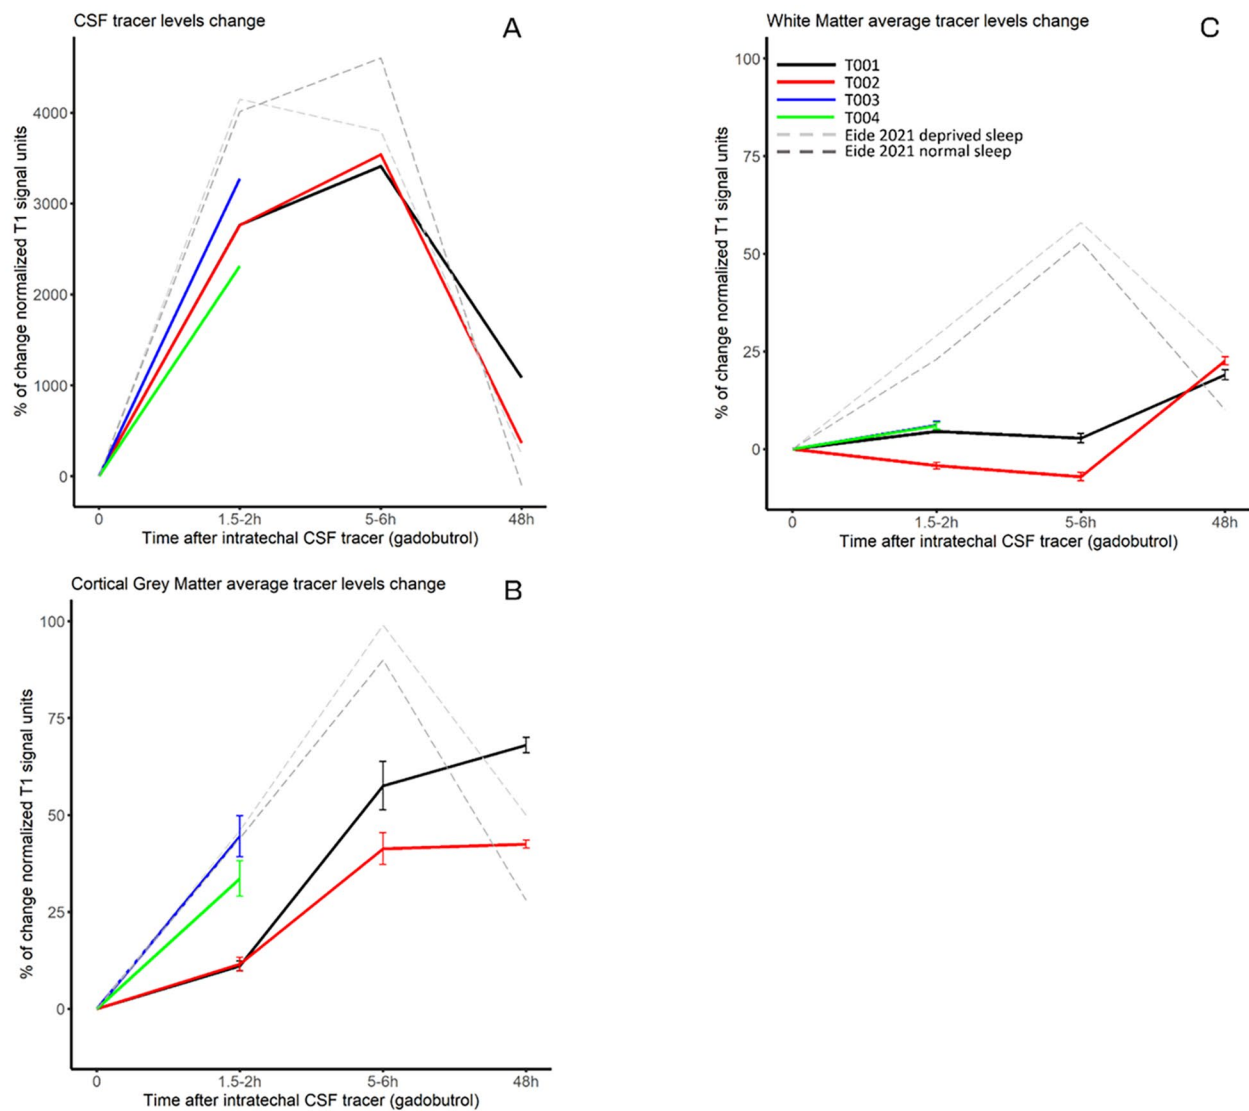 CSF tracer levels change
A
% of change normalized T1 signal units
4000
3000
2000
1000
0
0
1.5-2h
5-6h
48h
Time after intratechal CSF tracer (gadobutrol)
White Matter average tracer levels change
C
T001
T002
T003
T004
Eide 2021 deprived sleep
Eide 2021 normal sleep
% of change normalized T1 signal units
100
75
50
25
0
0
1.5-2h
5-6h
48h
Time after intratechal CSF tracer (gadobutrol)
Cortical Grey Matter average tracer levels change
B
% of change normalized T1 signal units
100
75
50
25
0
0
1.5-2h
5-6h
48h
Time after intratechal CSF tracer (gadobutrol)